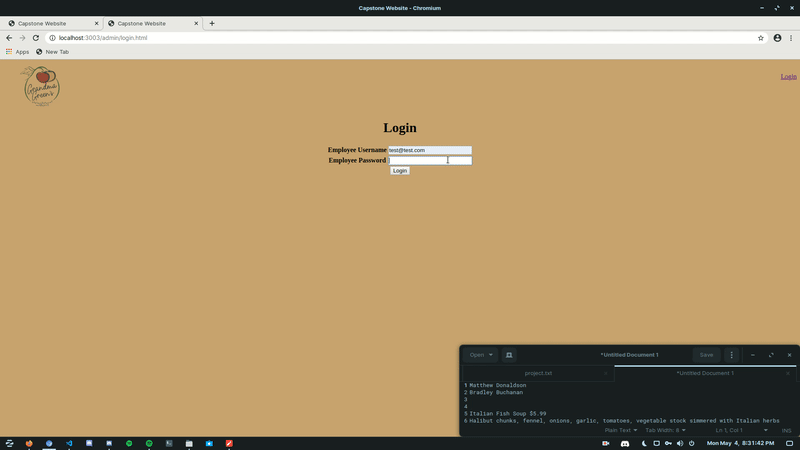 Capstone Website - Chromium
Capstone Website
Capstone Website
localhost:3003/admin/login.html
Apps
New Tab
Grandma Green's
Login
Login
Employee Username test@test.com
Employee Password
Login
Open
*Untitled Document 1
Save
project.txt
*Untitled Document 1
1 Matthew Donaldson
2 Bradley Buchanan
3
4
5 Italian Fish Soup $5.99
6 Halibut chunks, fennel, onions, garlic, tomatoes, vegetable stock simmered with Italian herbs
Plain Text
Tab Width: 8
Ln 1, Col 1
INS
Mon May 4, 8:31:42 PM